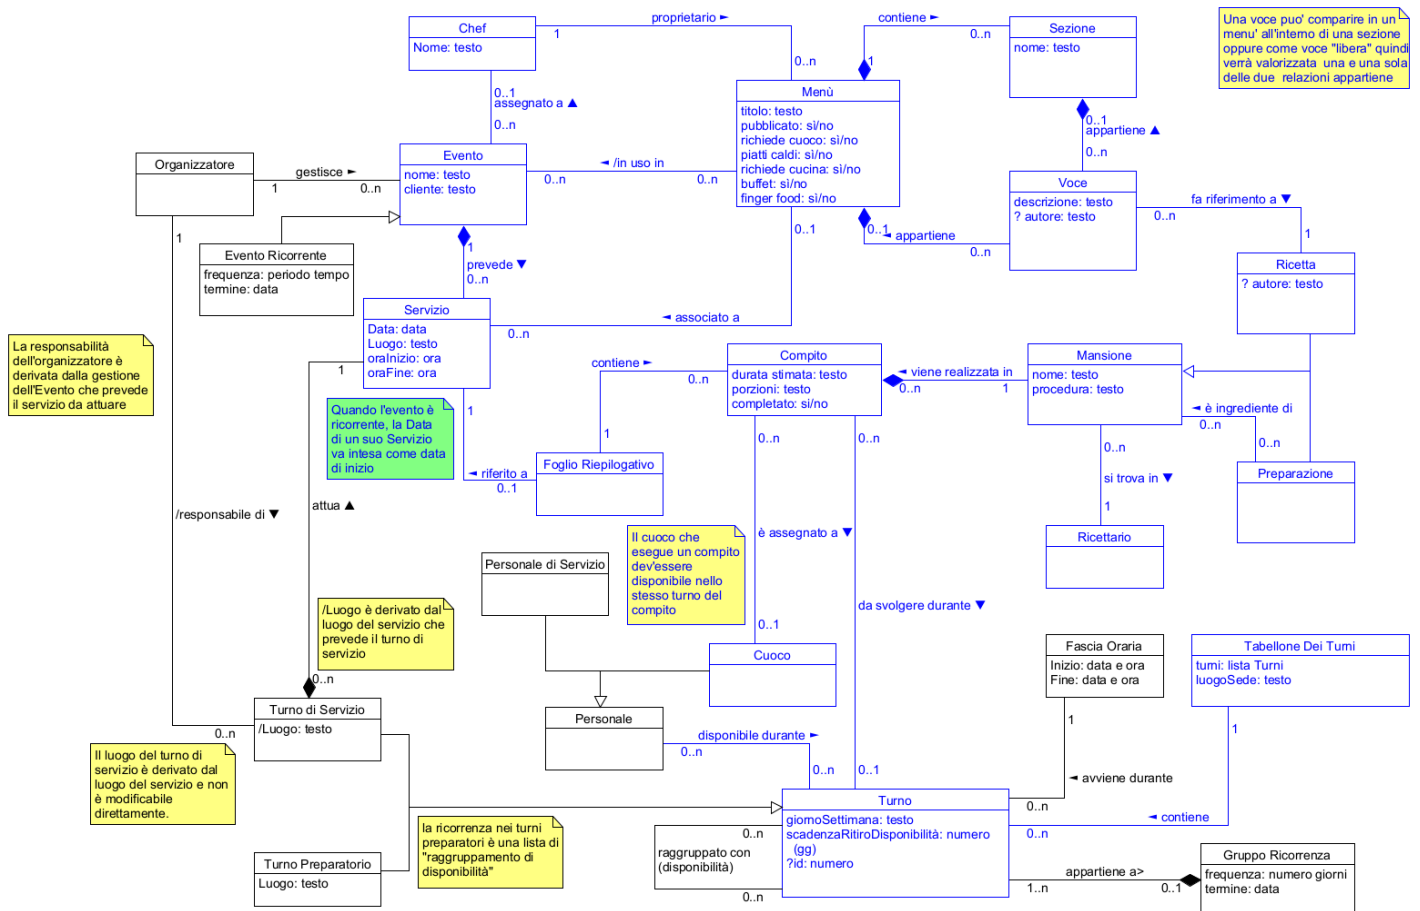 Chef
Nome: testo
proprietario ►
1
0..n
contiene ►
0..n
1
Sezione
nome: testo
Una voce puo' comparire in un
menu' all'interno di una sezione
oppure come voce "libera" quindi
verrà valorizzata una e una sola
delle due relazioni appartiene
0..1
assegnato a ▲
0..n
Menù
titolo: testo
pubblicato: sì/no
richiede cuoco: sì/no
piatti caldi: sì/no
richiede cucina: sì/no
buffet: sì/no
finger food: sì/no
0..1
appartiene ▲
0..n
Organizzatore
gestisce ►
1
0..n
Evento
nome: testo
cliente: testo
◄ /in uso in
0..n
0..n
Voce
descrizione: testo
? autore: testo
fa riferimento a ▼
0..n
1
0..1
◄ appartiene
0..n
1
0..1
Evento Ricorrente
frequenza: periodo tempo
termine: data
1
prevede ▼
0..n
Ricetta
? autore: testo
Servizio
Data: data
Luogo: testo
oraInizio: ora
oraFine: ora
◄ associato a
0..n
La responsabilità
dell'organizzatore è
derivata dalla gestione
dell'Evento che prevede
il servizio da attuare
1
contiene ►
0..n
1
Compito
durata stimata: testo
porzioni: testo
completato: si/no
◄ viene realizzata in
0..n
1
Mansione
nome: testo
procedura: testo
◄ è ingrediente di
0..n
0..n
Quando l'evento è
ricorrente, la Data
di un suo Servizio
va intesa come data
di inizio
1
◄ riferito a
0..1
Foglio Riepilogativo
0..n
0..n
0..n
si trova in ▼
1
Preparazione
attua ▲
/responsabile di ▼
Il cuoco che
esegue un compito
dev'essere
disponibile nello
stesso turno del
compito
è assegnato a ▼
Ricettario
Personale di Servizio
da svolgere durante ▼
/Luogo è derivato dal
luogo del servizio che
prevede il turno di
servizio
0..1
Cuoco
Fascia Oraria
Inizio: data e ora
Fine: data e ora
Tabellone Dei Turni
turni: lista Turni
luogoSede: testo
0..n
Turno di Servizio
/Luogo: testo
0..n
Personale
disponibile durante ►
0..n
0..n
0..1
1
1
Il luogo del turno di
servizio è derivato dal
luogo del servizio e non
è modificabile
direttamente.
◄ avviene durante
0..n
Turno
giornoSettimana: testo
scadenzaRitiroDisponibilità: numero
(gg)
?id: numero
◄ contiene
0..n
la ricorrenza nei turni
preparatori è una lista di
"raggruppamento di
disponibilità"
0..n
raggruppato con
(disponibilità)
0..n
Turno Preparatorio
Luogo: testo
appartiene a>
1..n
0..1
Gruppo Ricorrenza
frequenza: numero giorni
termine: data